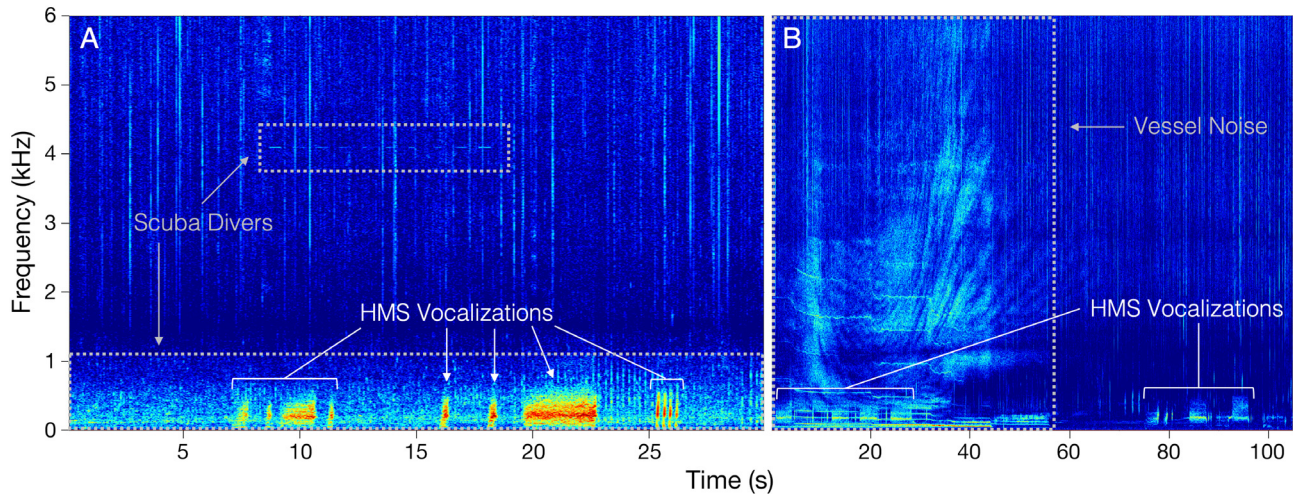 A
B
6
5
4
3
2
1
0
Frequency (kHz)
Scuba Divers
HMS Vocalizations
Vessel Noise
HMS Vocalizations
5
10
15
20
25
20
40
60
80
100
Time (s)